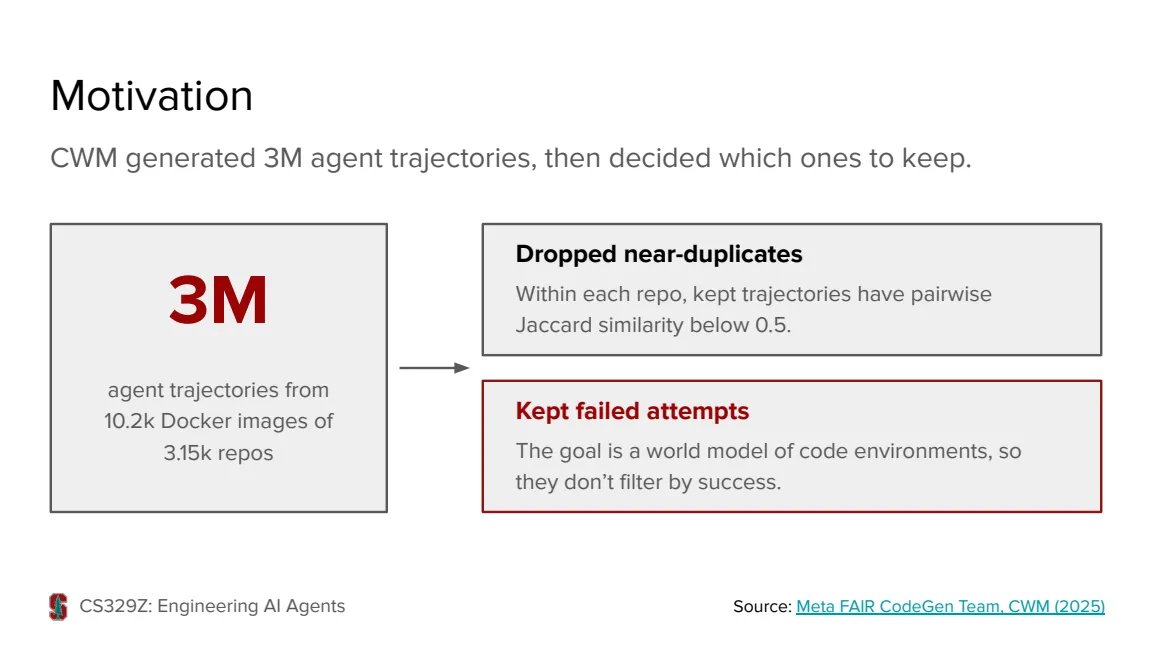 Motivation
CWM generated 3M agent trajectories, then decided which ones to keep.
3M
agent trajectories from
10.2k Docker images of
3.15k repos
Dropped near-duplicates
Within each repo, kept trajectories have pairwise
Jaccard similarity below 0.5.
Kept failed attempts
The goal is a world model of code environments, so
they don’t filter by success.
CS329Z: Engineering AI Agents
Source: Meta FAIR CodeGen Team, CWM (2025)